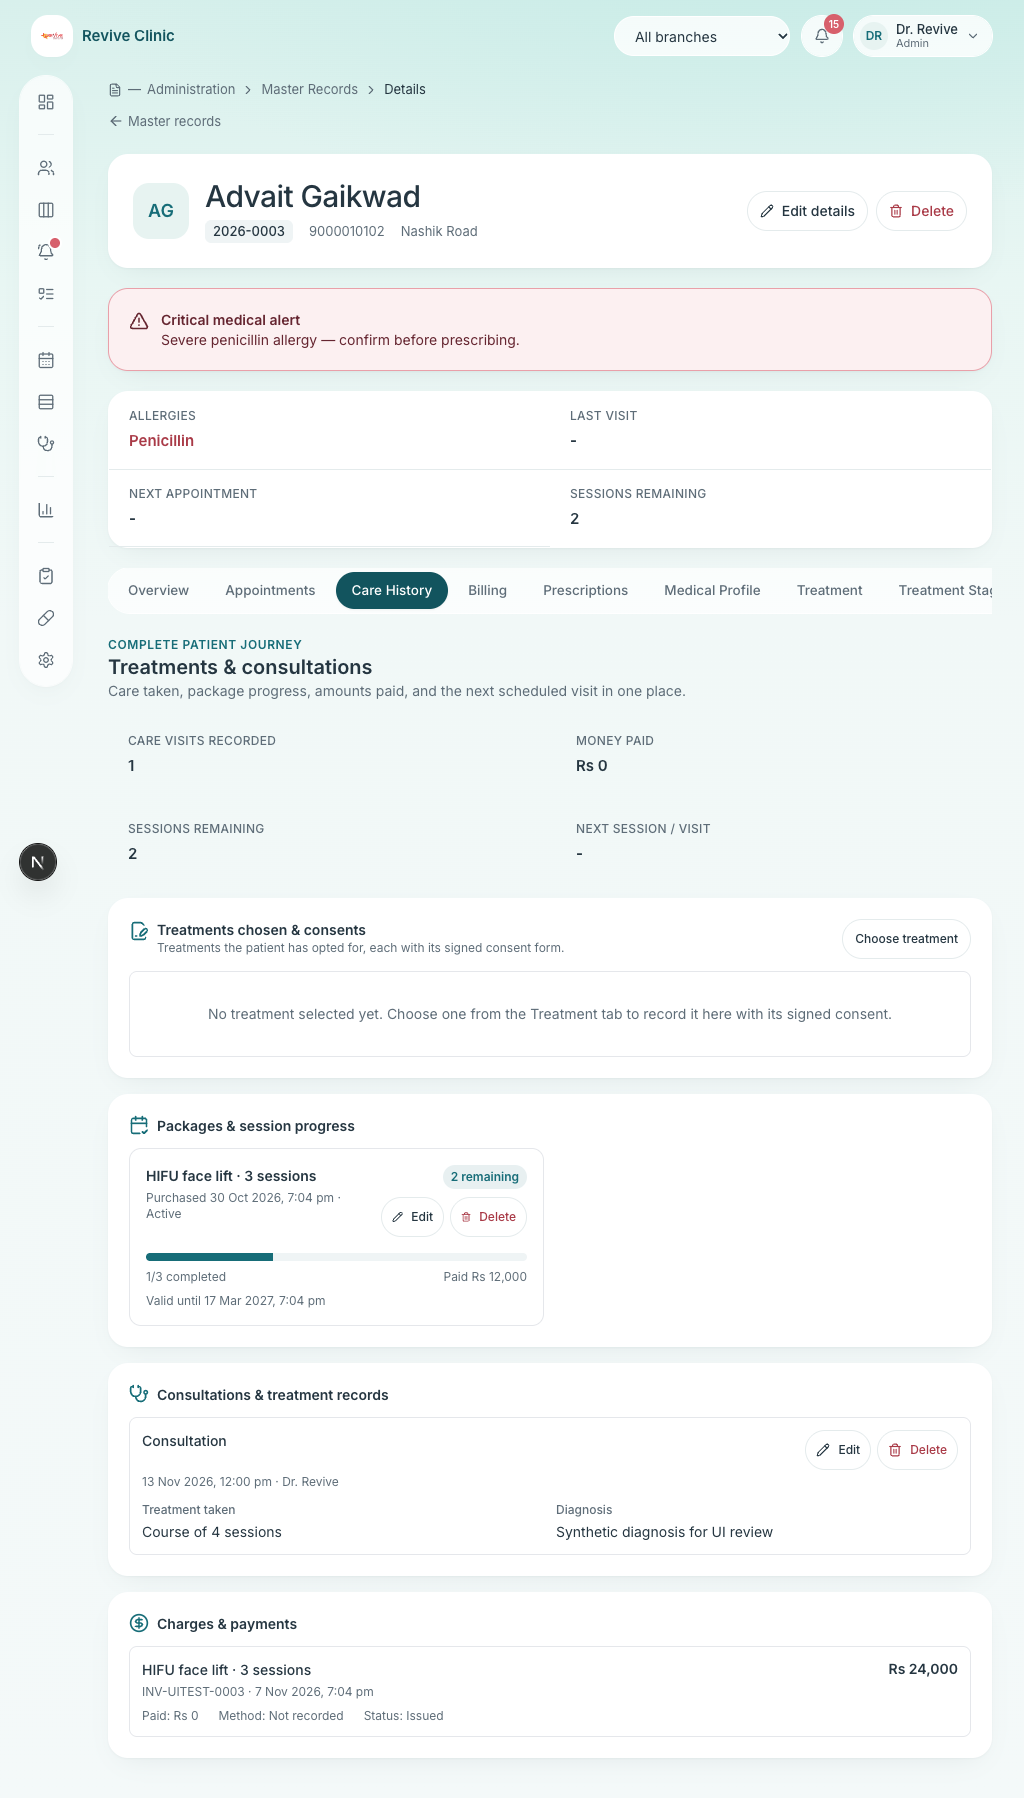 Revive Clinic
All branches
15
DR
Dr. Revive
Admin
— Administration > Master Records > Details
← Master records
AG
Advait Gaikwad
2026-0003 9000010102 Nashik Road
Edit details
Delete
Critical medical alert
Severe penicillin allergy — confirm before prescribing.
ALLERGIES
Penicillin
LAST VISIT
-
NEXT APPOINTMENT
-
SESSIONS REMAINING
2
Overview Appointments Care History Billing Prescriptions Medical Profile Treatment Treatment Stag
COMPLETE PATIENT JOURNEY
Treatments & consultations
Care taken, package progress, amounts paid, and the next scheduled visit in one place.
CARE VISITS RECORDED
1
MONEY PAID
Rs 0
SESSIONS REMAINING
2
NEXT SESSION / VISIT
-
N
Treatments chosen & consents
Treatments the patient has opted for, each with its signed consent form.
Choose treatment
No treatment selected yet. Choose one from the Treatment tab to record it here with its signed consent.
Packages & session progress
HIFU face lift · 3 sessions
2 remaining
Purchased 30 Oct 2026, 7:04 pm ·
Active
Edit
Delete
1/3 completed
Paid Rs 12,000
Valid until 17 Mar 2027, 7:04 pm
Consultations & treatment records
Consultation
Edit
Delete
13 Nov 2026, 12:00 pm · Dr. Revive
Treatment taken
Course of 4 sessions
Diagnosis
Synthetic diagnosis for UI review
Charges & payments
HIFU face lift · 3 sessions
Rs 24,000
INV-UITEST-0003 · 7 Nov 2026, 7:04 pm
Paid: Rs 0 Method: Not recorded Status: Issued